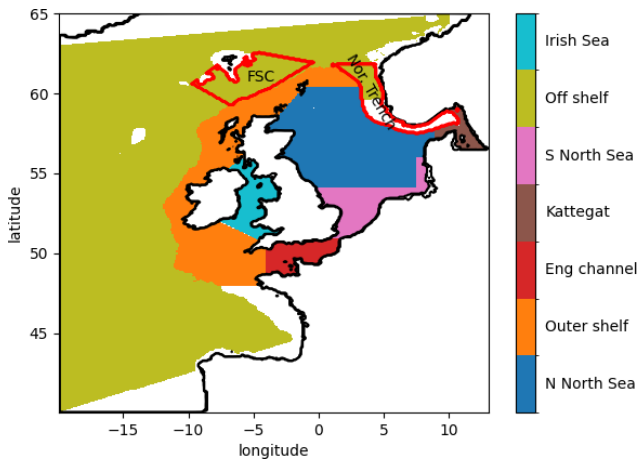 65
60
55
50
45
−15
−10
−5
0
5
10
latitude
longitude
FSC
Nor. Trench
Irish Sea
Off shelf
S North Sea
Kattegat
Eng channel
Outer shelf
N North Sea